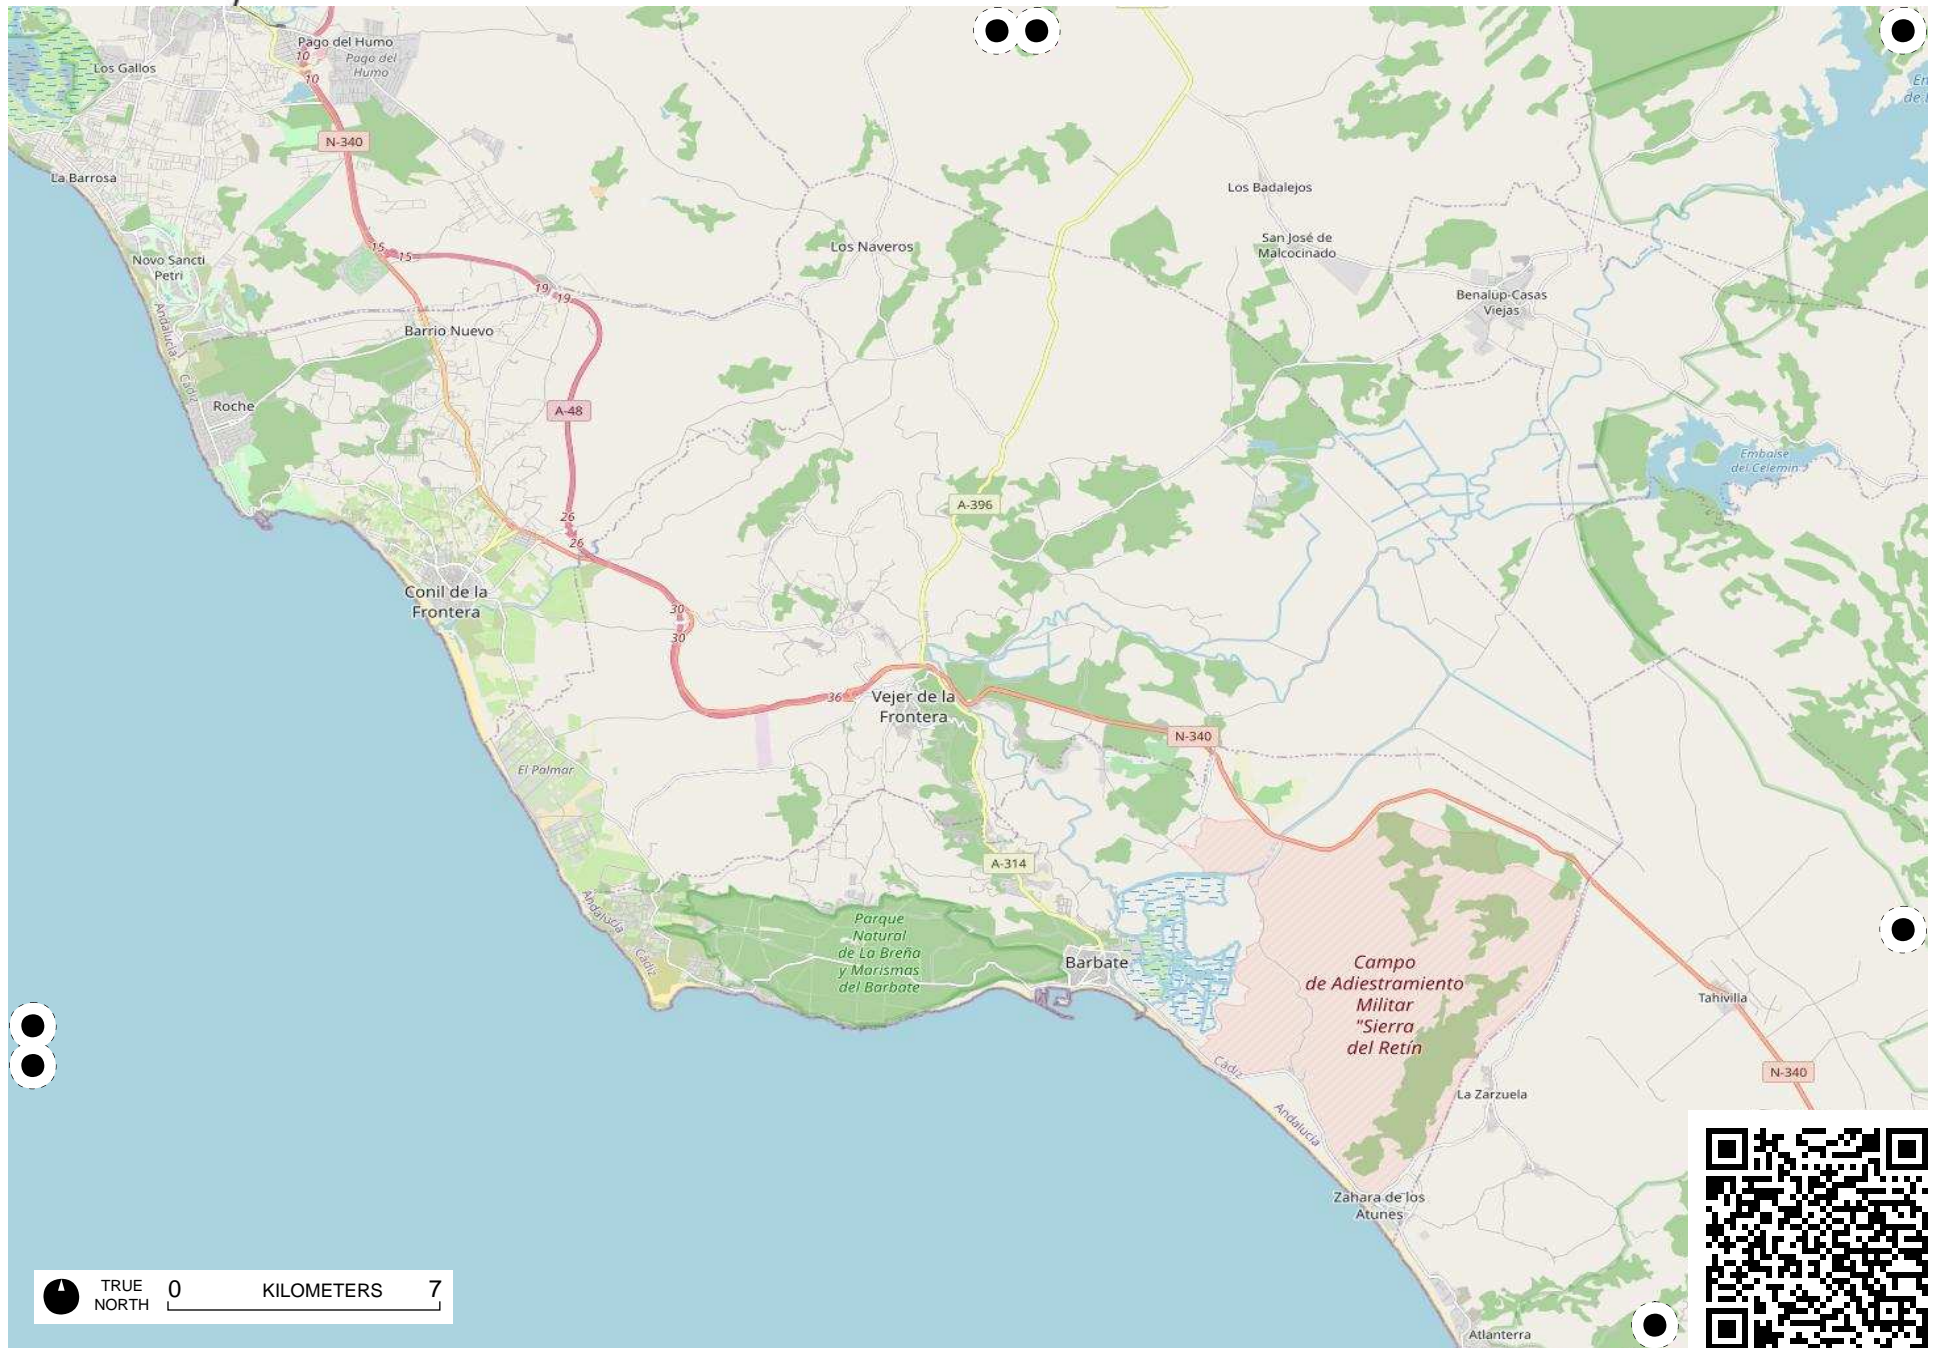 Pago del Humo
Pago del
Humo
10
10
Los Gallos
N-340
La Barrosa
Los Badalejos
San José de
Malcocinado
Los Naveros
15
15
Novo Sancti
Petri
19
19
Benalup-Casas
Viejas
Barrio Nuevo
Andalucía
Cádiz
Roche
A-48
Embalse
del Celemín
A-396
26
26
Conil de la
Frontera
30
30
36
Vejer de la
Frontera
N-340
El Palmar
A-314
Andalucía
Cádiz
Parque
Natural
de La Breña
y Marismas
del Barbate
Barbate
Campo
de Adiestramiento
Militar
"Sierra
del Retín
Tahivilla
N-340
Cádiz
Andalucía
La Zarzuela
Zahara de los
Atunes
Atlanterra
TRUE
NORTH
0 KILOMETERS 7